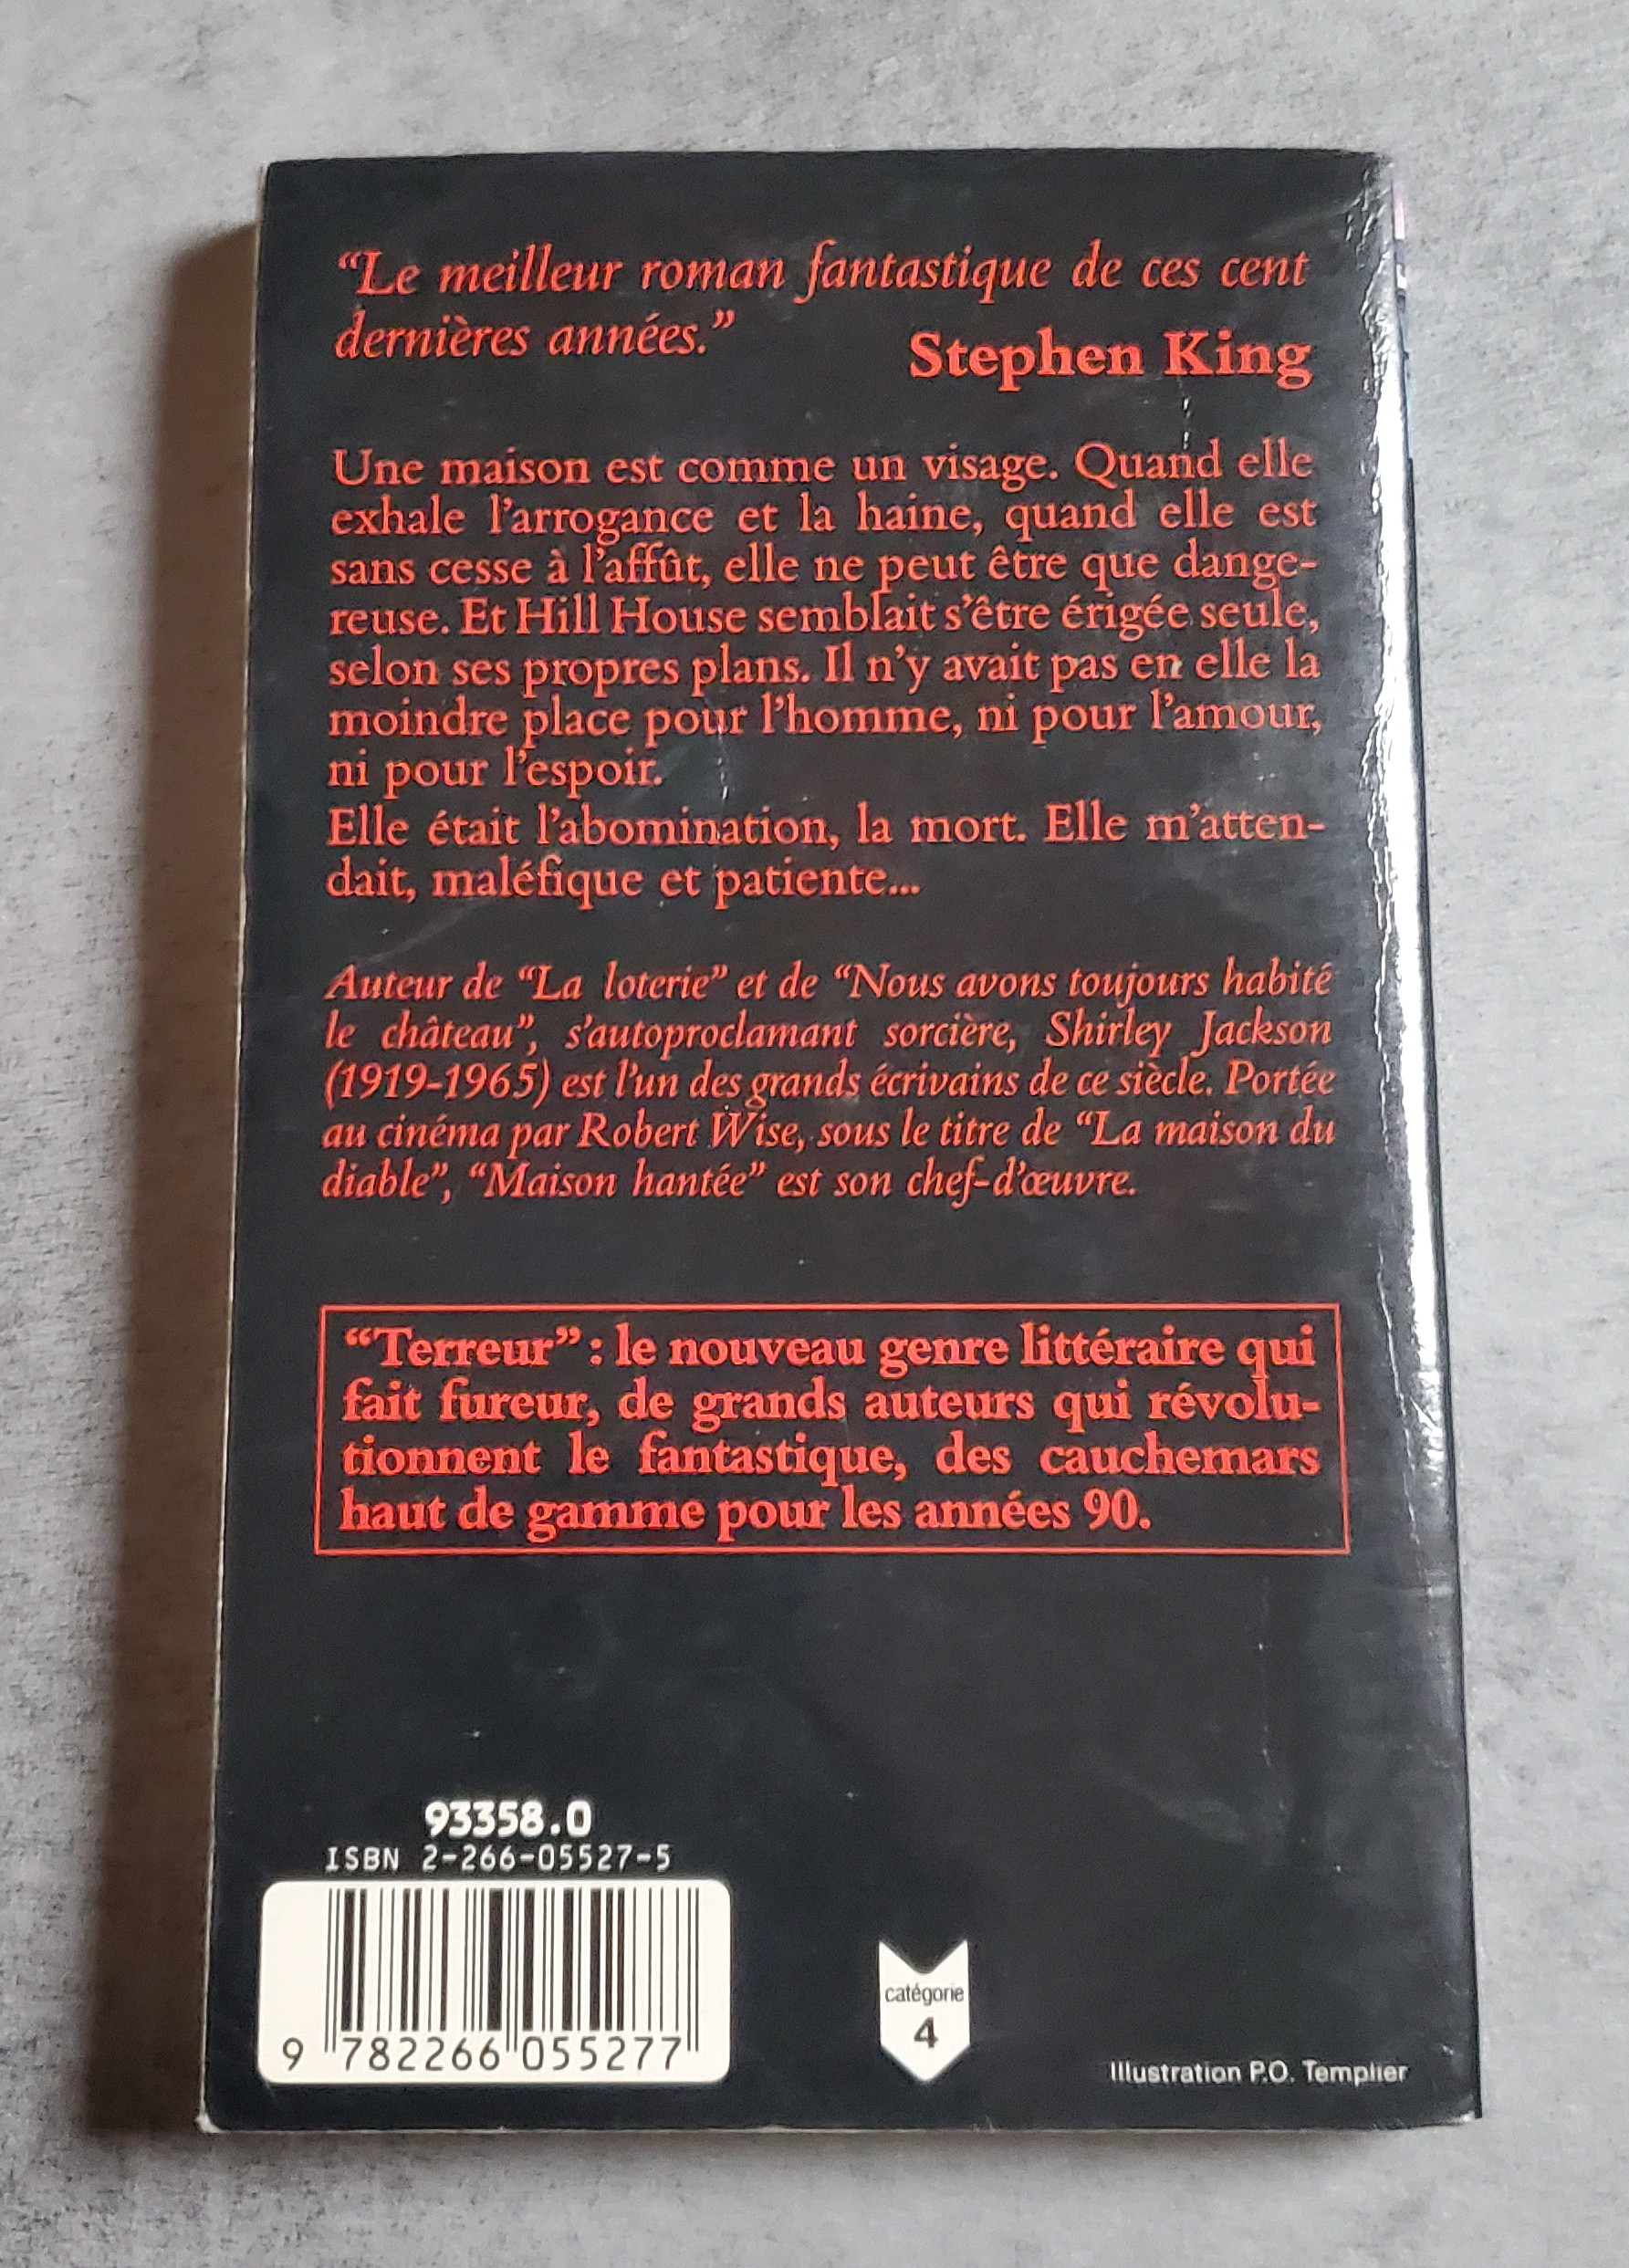 “Le meilleur roman fantastique de ces cent
dernières années.”
Stephen King
Une maison est comme un visage. Quand elle
exhale l’arrogance et la haine, quand elle est
sans cesse à l’affût, elle ne peut être que dange-
reuse. Et Hill House semblait s’être érigée seule,
selon ses propres plans. Il n’y avait pas en elle la
moindre place pour l’homme, ni pour l’amour,
ni pour l’espoir.
Elle était l’abomination, la mort. Elle m’atten-
dait, maléfique et patiente...
Auteur de “La loterie” et de “Nous avons toujours habité
le château”, s’autoproclamant sorcière, Shirley Jackson
(1919-1965) est l’un des grands écrivains de ce siècle. Portée
au cinéma par Robert Wise, sous le titre de “La maison du
diable”, “Maison hantée” est son chef-d’œuvre.
“Terreur” : le nouveau genre littéraire qui
fait fureur, de grands auteurs qui révolu-
tionnent le fantastique, des cauchemars
haut de gamme pour les années 90.
93358.0
ISBN 2-266-05527-5
9 782266 055277
catégorie
4
Illustration P.O. Templier